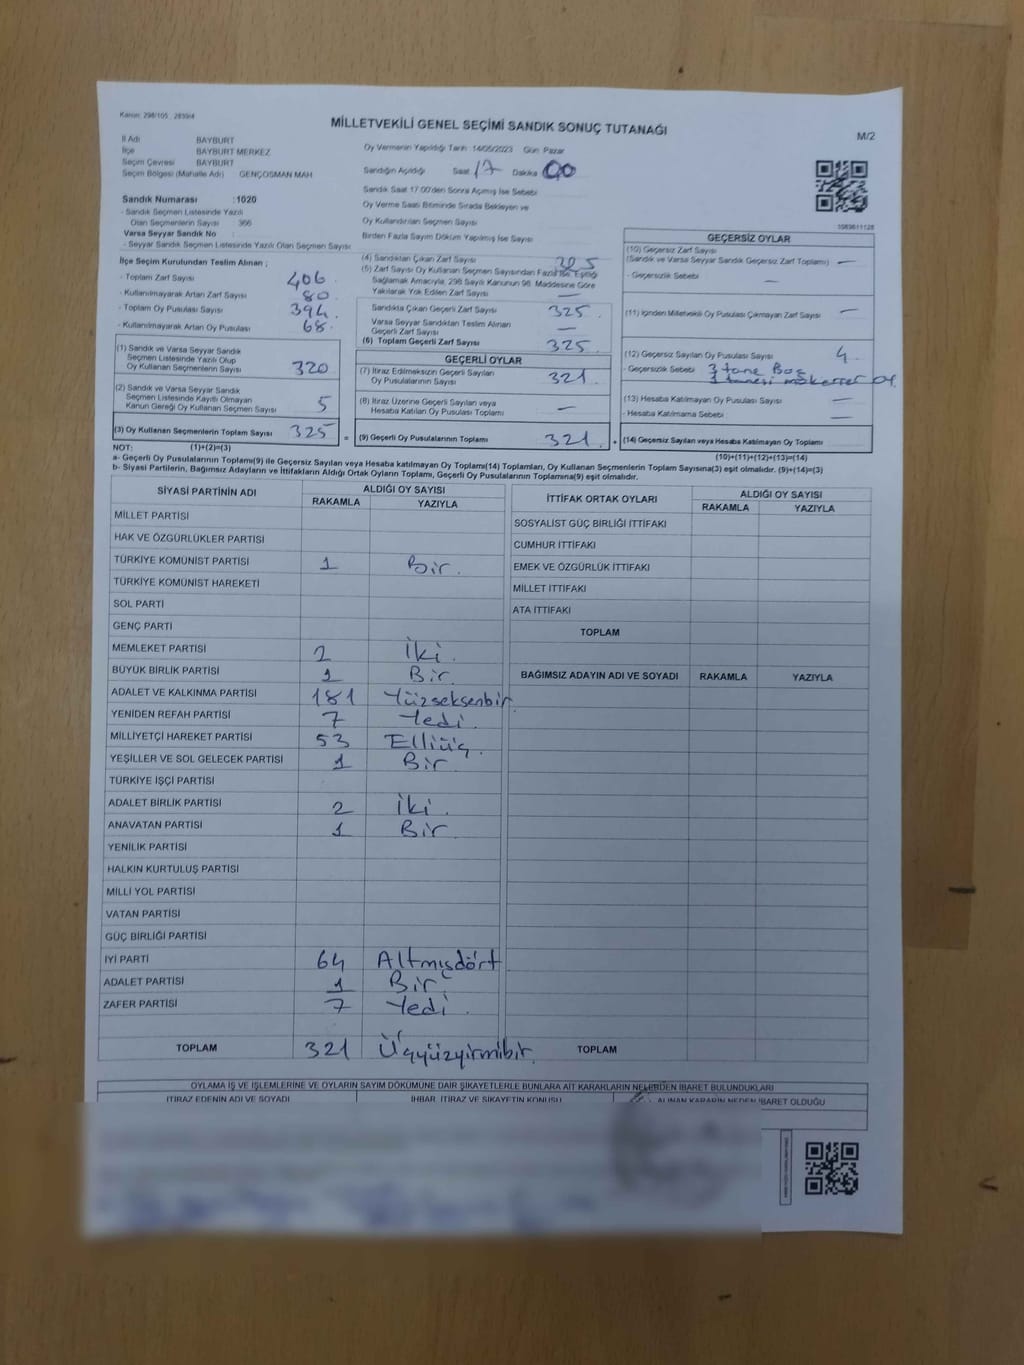 Kanun: 298/105 , 2839/4
MİLLETVEKİLİ GENEL SEÇİMİ SANDIK SONUÇ TUTANAĞI
M/2
İl Adı BAYBURT
İlçe BAYBURT MERKEZ
Seçim Çevresi BAYBURT
Seçim Bölgesi (Mahalle Adı) GENÇOSMAN MAH
Oy Vermenin Yapıldığı Tarih 14/05/2023 Gün: Pazar
Sandığın Açıldığı Saat 17 Dakika 00
Sandık Saat 17:00'den Sonra Açılmış İse Sebebi
Oy Verme Saati Bitiminde Sırada Bekleyen ve
Oy Kullandırılan Seçmen Sayısı
Birden Fazla Sayım Döküm Yapılmış İse Sayısı
Sandık Numarası : 1020
- Sandık Seçmen Listesinde Yazılı
Olan Seçmenlerin Sayısı : 366
Varsa Seyyar Sandık No :
- Seyyar Sandık Seçmen Listesinde Yazılı Olan Seçmen Sayısı
İlçe Seçim Kurulundan Teslim Alınan ;
- Toplam Zarf Sayısı 406
- Kullanılmayarak Artan Zarf Sayısı 80
- Toplam Oy Pusulası Sayısı 394
- Kullanılmayarak Artan Oy Pusulası 68
(1) Sandık ve Varsa Seyyar Sandık
Seçmen Listesinde Yazılı Olup
Oy Kullanan Seçmenlerin Sayısı 320
(2) Sandık ve Varsa Seyyar Sandık
Seçmen Listesinde Kayıtlı Olmayan
Kanun Gereği Oy Kullanan Seçmen Sayısı 5
(3) Oy Kullanan Seçmenlerin Toplam Sayısı 325
(4) Sandıktan Çıkan Zarf Sayısı 325
(5) Zarf Sayısı Oy Kullanan Seçmen Sayısından Fazla İse, Eşitliği
Sağlamak Amacıyla, 298 Sayılı Kanunun 98. Maddesine Göre
Yakılarak Yok Edilen Zarf Sayısı —
Sandıkta Çıkan Geçerli Zarf Sayısı 325
Varsa Seyyar Sandıktan Teslim Alınan
Geçerli Zarf Sayısı —
(6) Toplam Geçerli Zarf Sayısı 325
GEÇERLİ OYLAR
(7) İtiraz Edilmeksizin Geçerli Sayılan
Oy Pusulalarının Sayısı 321
(8) İtiraz Üzerine Geçerli Sayılan veya
Hesaba Katılan Oy Pusulası Toplamı —
= (9) Geçerli Oy Pusulalarının Toplamı 321
1089611128
GEÇERSİZ OYLAR
(10) Geçersiz Zarf Sayısı
(Sandık ve Varsa Seyyar Sandık Geçersiz Zarf Toplamı) —
- Geçersizlik Sebebi —
(11) İçinden Milletvekili Oy Pusulası Çıkmayan Zarf Sayısı —
(12) Geçersiz Sayılan Oy Pusulası Sayısı 4
- Geçersizlik Sebebi 3 tane Boş
1 tanesi mükerrer oy
(13) Hesaba Katılmayan Oy Pusulası Sayısı —
- Hesaba Katılmama Sebebi —
+ (14) Geçersiz Sayılan veya Hesaba Katılmayan Oy Toplamı
NOT: (1)+(2)=(3)
(10)+(11)+(12)+(13)=(14)
a- Geçerli Oy Pusulalarının Toplamı(9) ile Geçersiz Sayılan veya Hesaba katılmayan Oy Toplamı(14) Toplamları, Oy Kullanan Seçmenlerin Toplam Sayısına(3) eşit olmalıdır. (9)+(14)=(3)
b- Siyasi Partilerin, Bağımsız Adayların ve İttifakların Aldığı Ortak Oyların Toplamı, Geçerli Oy Pusulalarının Toplamına(9) eşit olmalıdır.
SİYASİ PARTİNİN ADI ALDIĞI OY SAYISI
RAKAMLA YAZIYLA
MİLLET PARTİSİ
HAK VE ÖZGÜRLÜKLER PARTİSİ
TÜRKİYE KOMÜNİST PARTİSİ 1 Bir.
TÜRKİYE KOMÜNİST HAREKETİ
SOL PARTİ
GENÇ PARTİ
MEMLEKET PARTİSİ 2 İki.
BÜYÜK BİRLİK PARTİSİ 1 Bir.
ADALET VE KALKINMA PARTİSİ 181 Yüzseksenbir.
YENİDEN REFAH PARTİSİ 7 Yedi.
MİLLİYETÇİ HAREKET PARTİSİ 53 Elliüç.
YEŞİLLER VE SOL GELECEK PARTİSİ 1 Bir
TÜRKİYE İŞÇİ PARTİSİ
ADALET BİRLİK PARTİSİ 2 İki.
ANAVATAN PARTİSİ 1 Bir.
YENİLİK PARTİSİ
HALKIN KURTULUŞ PARTİSİ
MİLLİ YOL PARTİSİ
VATAN PARTİSİ
GÜÇ BİRLİĞİ PARTİSİ
İYİ PARTİ 64 Altmışdört
ADALET PARTİSİ 1 Bir
ZAFER PARTİSİ 7 Yedi.
TOPLAM 321 Üçyüzyirmibir.
İTTİFAK ORTAK OYLARI ALDIĞI OY SAYISI
RAKAMLA YAZIYLA
SOSYALİST GÜÇ BİRLİĞİ İTTİFAKI
CUMHUR İTTİFAKI
EMEK VE ÖZGÜRLÜK İTTİFAKI
MİLLET İTTİFAKI
ATA İTTİFAKI
TOPLAM
BAĞIMSIZ ADAYIN ADI VE SOYADI RAKAMLA YAZIYLA
TOPLAM
OYLAMA İŞ VE İŞLEMLERİNE VE OYLARIN SAYIM DÖKÜMÜNE DAİR ŞİKAYETLERLE BUNLARA AİT KARARLARIN NELERDEN İBARET BULUNDUKLARI
İTİRAZ EDENİN ADI VE SOYADI İHBAR, İTİRAZ VE ŞİKAYETİN KONUSU ALINAN KARARIN NEDEN İBARET OLDUĞU